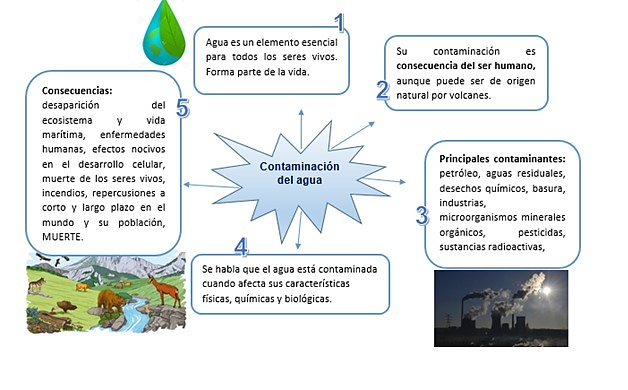 1
Agua es un elemento esencial
para todos los seres vivos.
Forma parte de la vida.
Su contaminación es
consecuencia del ser humano,
aunque puede ser de origen
natural por volcanes.
2
Principales contaminantes:
petróleo, aguas residuales,
desechos químicos, basura,
industrias,
microorganismos minerales
orgánicos, pesticidas,
sustancias radioactivas,
3
4
Se habla que el agua está contaminada
cuando afecta sus características
físicas, químicas y biológicas.
5
Consecuencias:
desaparición del
ecosistema y vida
marítima, enfermedades
humanas, efectos nocivos
en el desarrollo celular,
muerte de los seres vivos,
incendios, repercusiones a
corto y largo plazo en el
mundo y su población,
MUERTE.
Contaminación
del agua